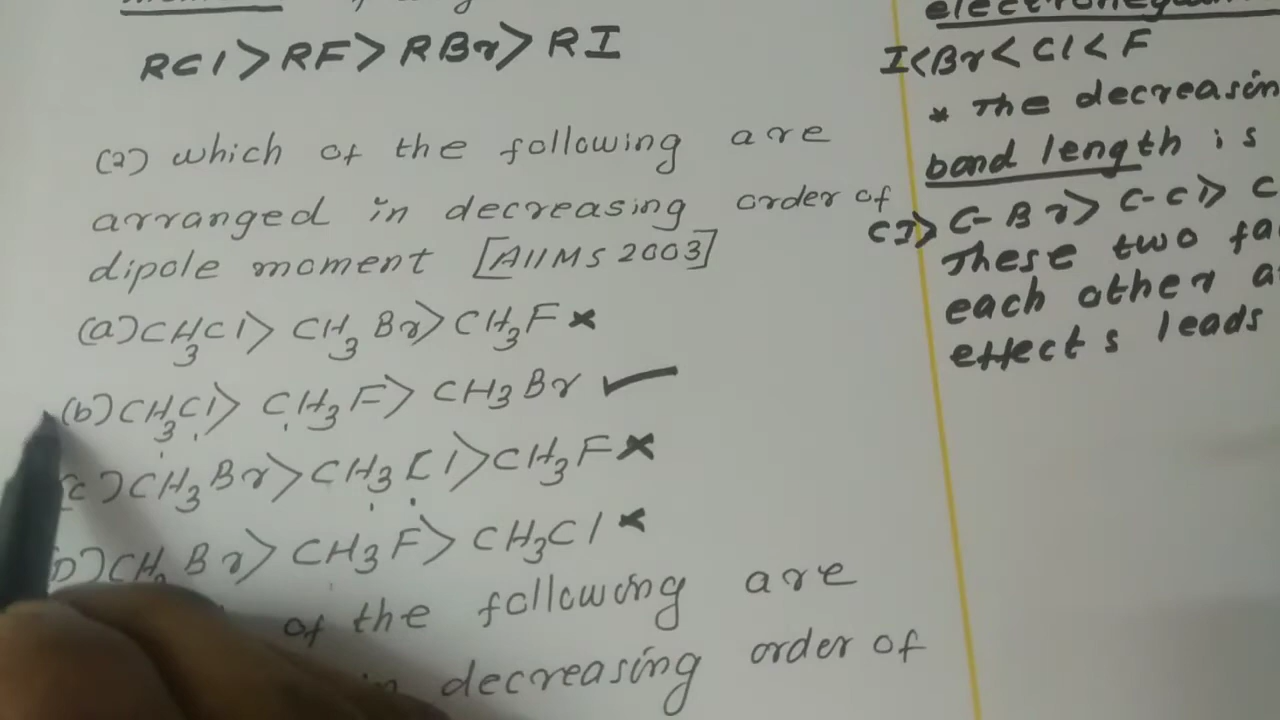 RCl > RF > RBr > RI
(2) which of the following are
arranged in decreasing order of
dipole moment [AIIMS 2003]
(a) CH3Cl > CH3Br > CH3F ×
(b) CH3Cl > CH3F > CH3Br ✓
(c) CH3Br > CH3Cl > CH3F ×
(D) CH3Br > CH3F > CH3Cl ×
of the following are
in decreasing order of
I < Br < Cl < F
* The decreasin
bond length is
CI > C-Br > C-Cl > C
These two fa
each other a
effects leads